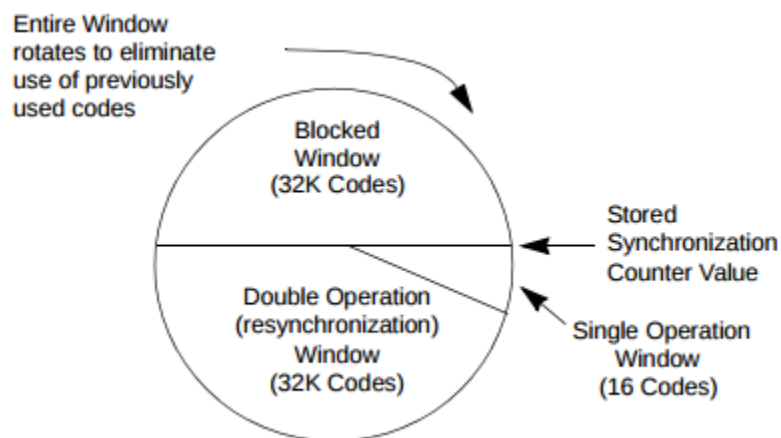 Entire Window
rotates to eliminate
use of previously
used codes
Blocked
Window
(32K Codes)
Stored
Synchronization
Counter Value
Double Operation
(resynchronization)
Window
(32K Codes)
Single Operation
Window
(16 Codes)